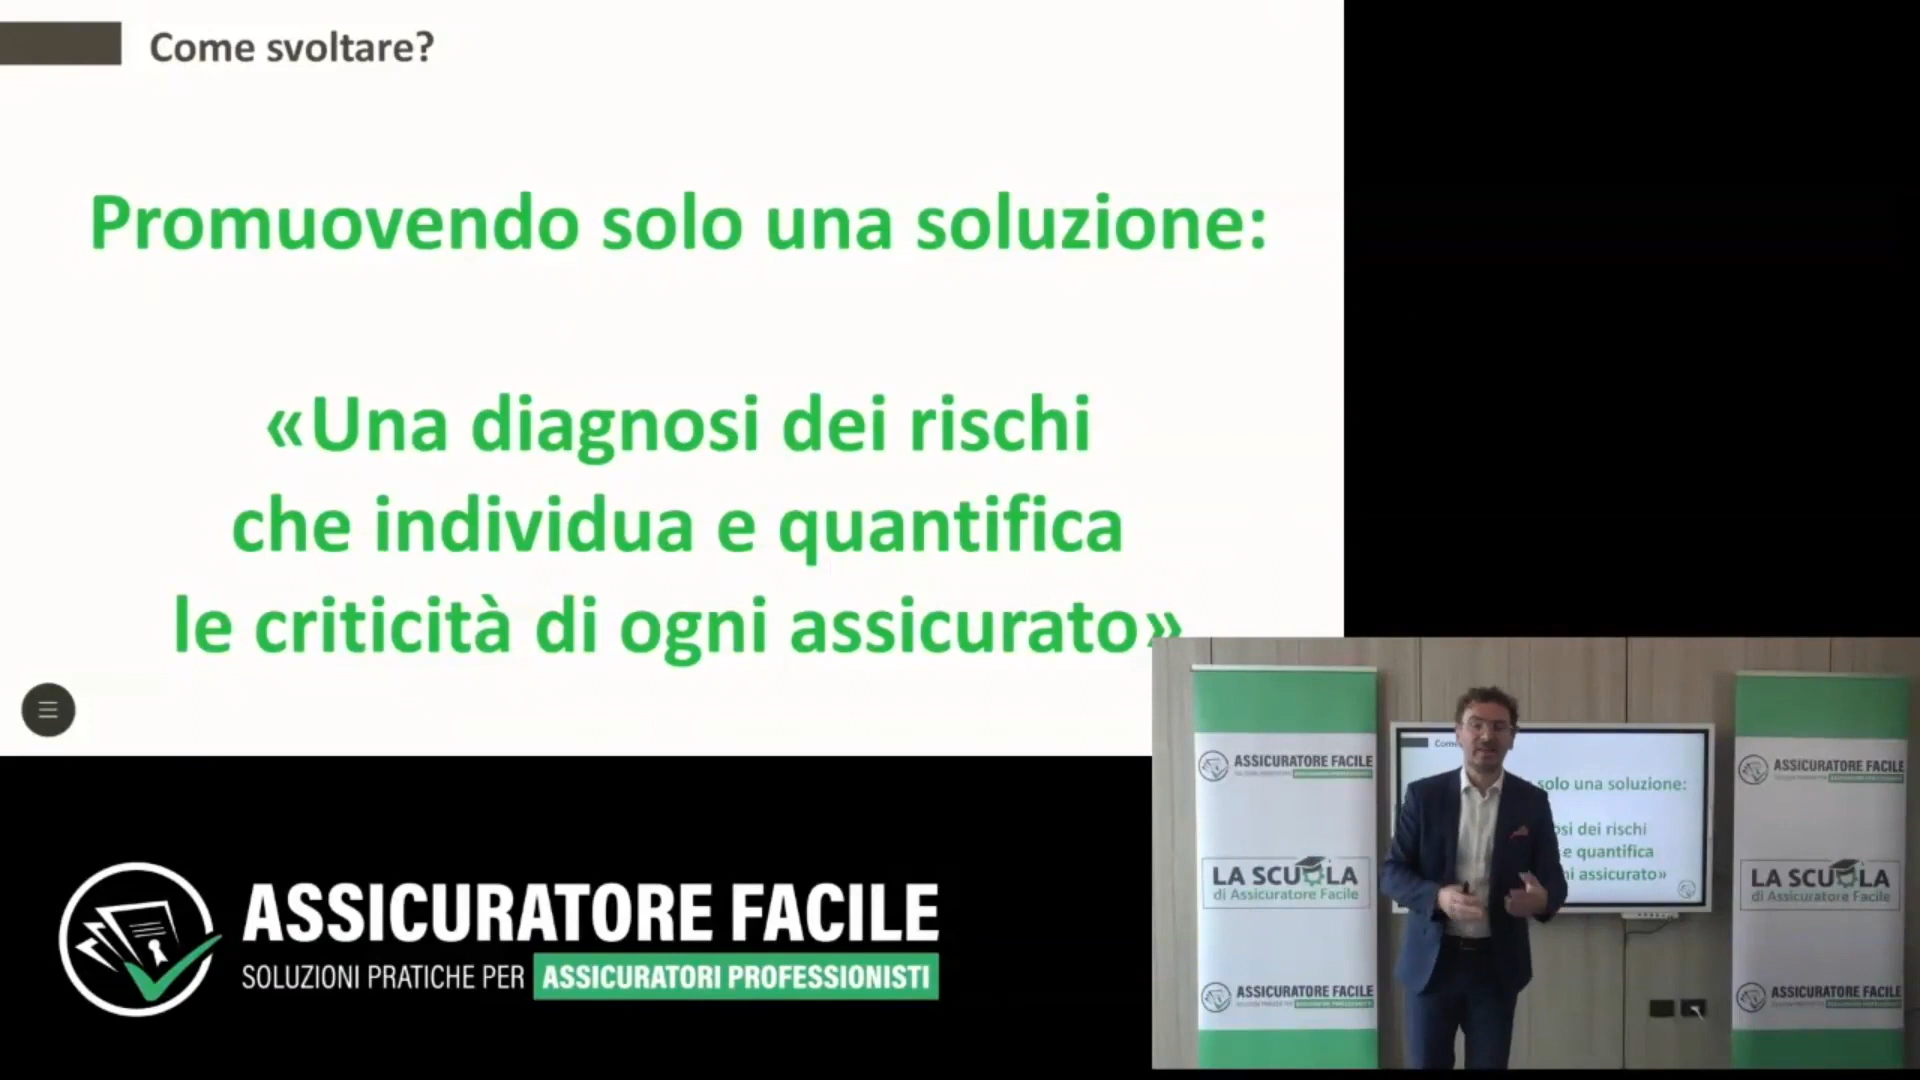 Come svoltare?
Promuovendo solo una soluzione:
«Una diagnosi dei rischi
che individua e quantifica
le criticità di ogni assicurato»
ASSICURATORE FACILE
SOLUZIONI PRATICHE PER ASSICURATORI PROFESSIONISTI
ASSICURATORE FACILE
LA SCUOLA
di Assicuratore Facile
ASSICURATORE FACILE
solo una soluzione:
dei rischi
e quantifica
assicurato»
ASSICURATORE FACILE
LA SCUOLA
di Assicuratore Facile
ASSICURATORE FACILE